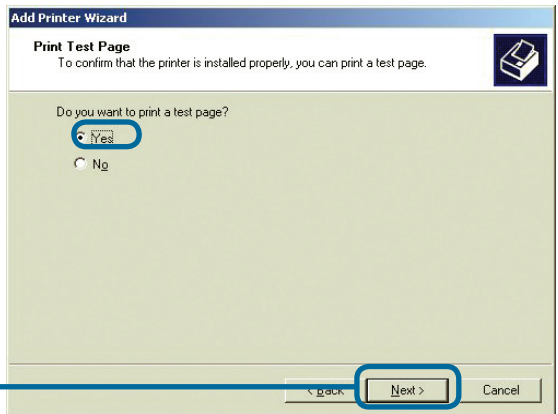 Add Printer Wizard
Print Test Page
To confirm that the printer is installed properly, you can print a test page.
Do you want to print a test page?
Yes
No
< Back
Next >
Cancel